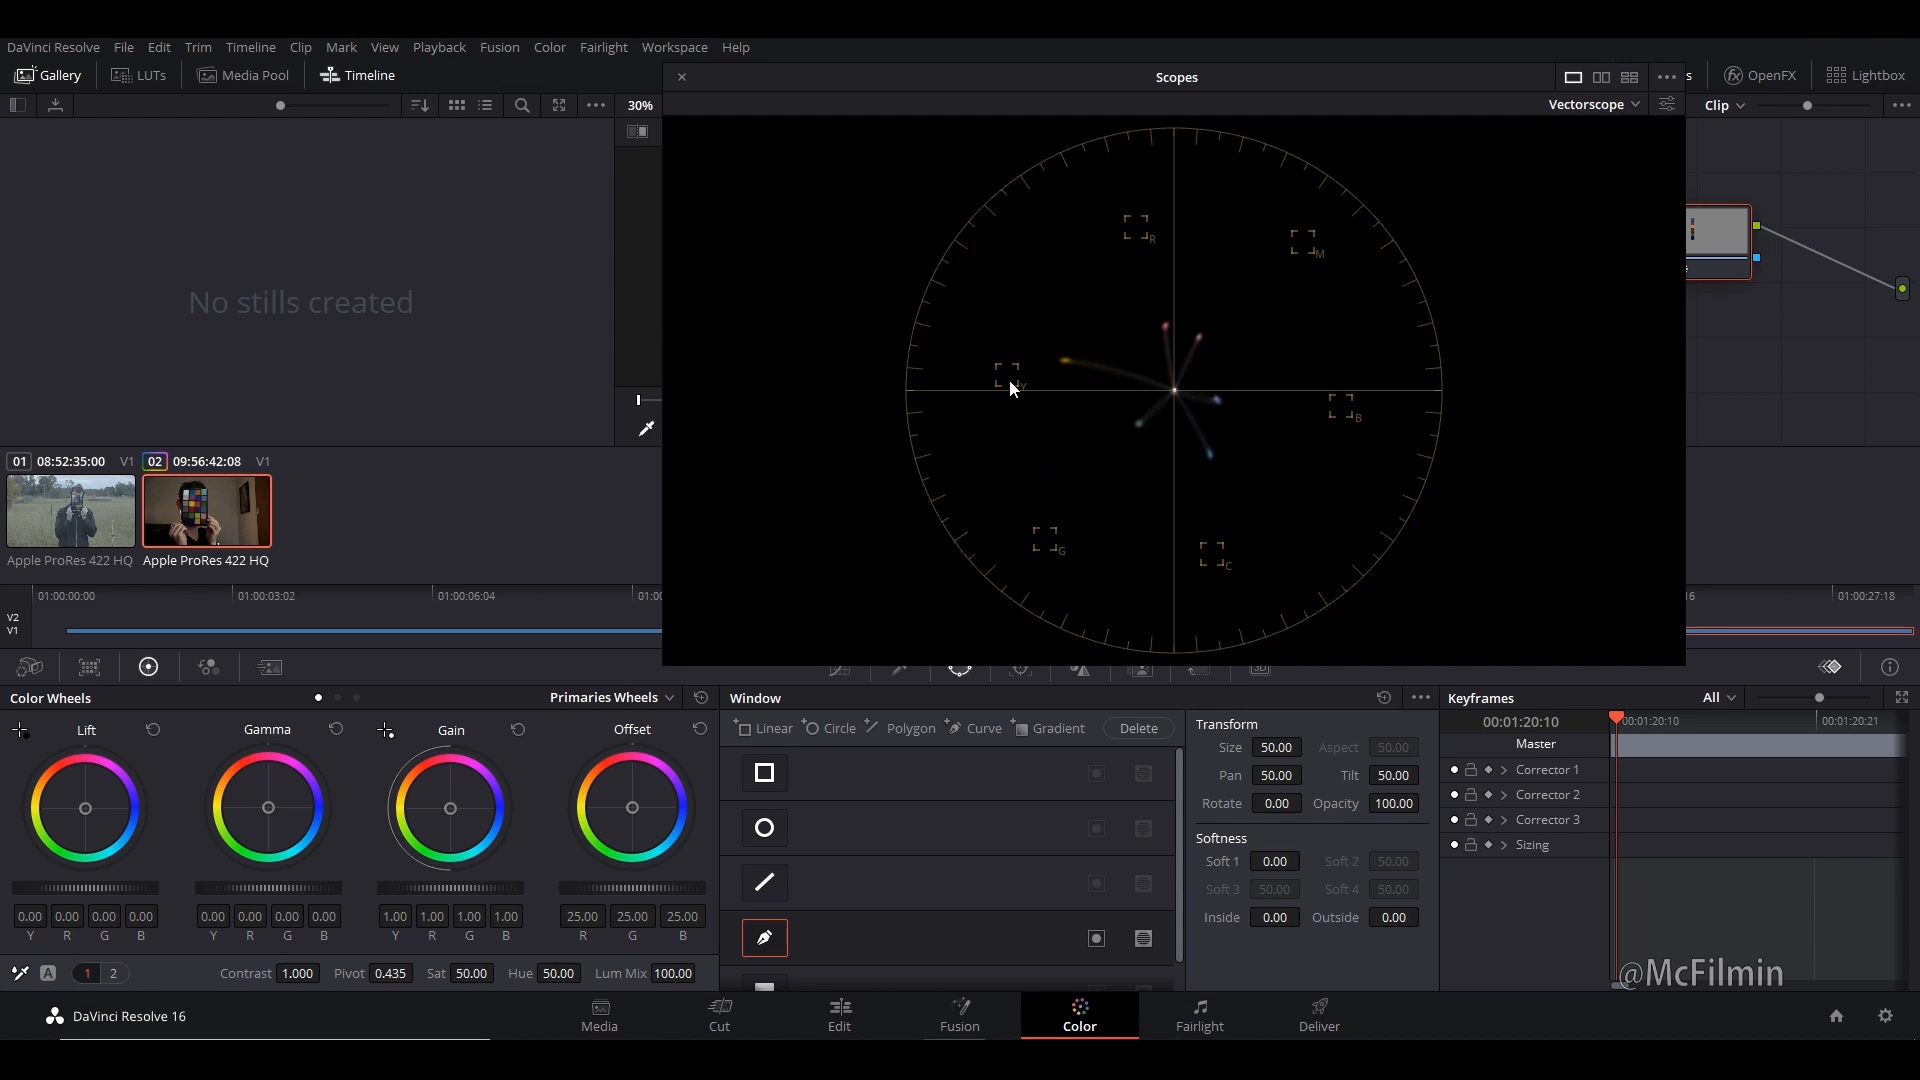 DaVinci Resolve File Edit Trim Timeline Clip Mark View Playback Fusion Color Fairlight Workspace Help
Gallery LUTs Media Pool Timeline
Scopes
OpenFX Lightbox
30%
Vectorscope
Clip
R
M
No stills created
Y
B
G
C
01 08:52:35:00 V1 02 09:56:42:08 V1
Apple ProRes 422 HQ Apple ProRes 422 HQ
01:00:00:00 01:00:03:02 01:00:06:04 01:00 16 01:00:27:18
V2
V1
Color Wheels Primaries Wheels Window Keyframes All
Lift Gamma Gain Offset
Linear Circle Polygon Curve Gradient Delete
Transform
Size 50.00 Aspect 50.00
Pan 50.00 Tilt 50.00
Rotate 0.00 Opacity 100.00
Softness
Soft 1 0.00 Soft 2 50.00
Soft 3 50.00 Soft 4 50.00
Inside 0.00 Outside 0.00
00:01:20:10 00:01:20:10 00:01:20:21
Master
Corrector 1
Corrector 2
Corrector 3
Sizing
0.00 0.00 0.00 0.00 0.00 0.00 0.00 0.00 1.00 1.00 1.00 1.00 25.00 25.00 25.00
Y R G B Y R G B Y R G B R G B
A 1 2 Contrast 1.000 Pivot 0.435 Sat 50.00 Hue 50.00 Lum Mix 100.00
@McFilmin
DaVinci Resolve 16
Media Cut Edit Fusion Color Fairlight Deliver